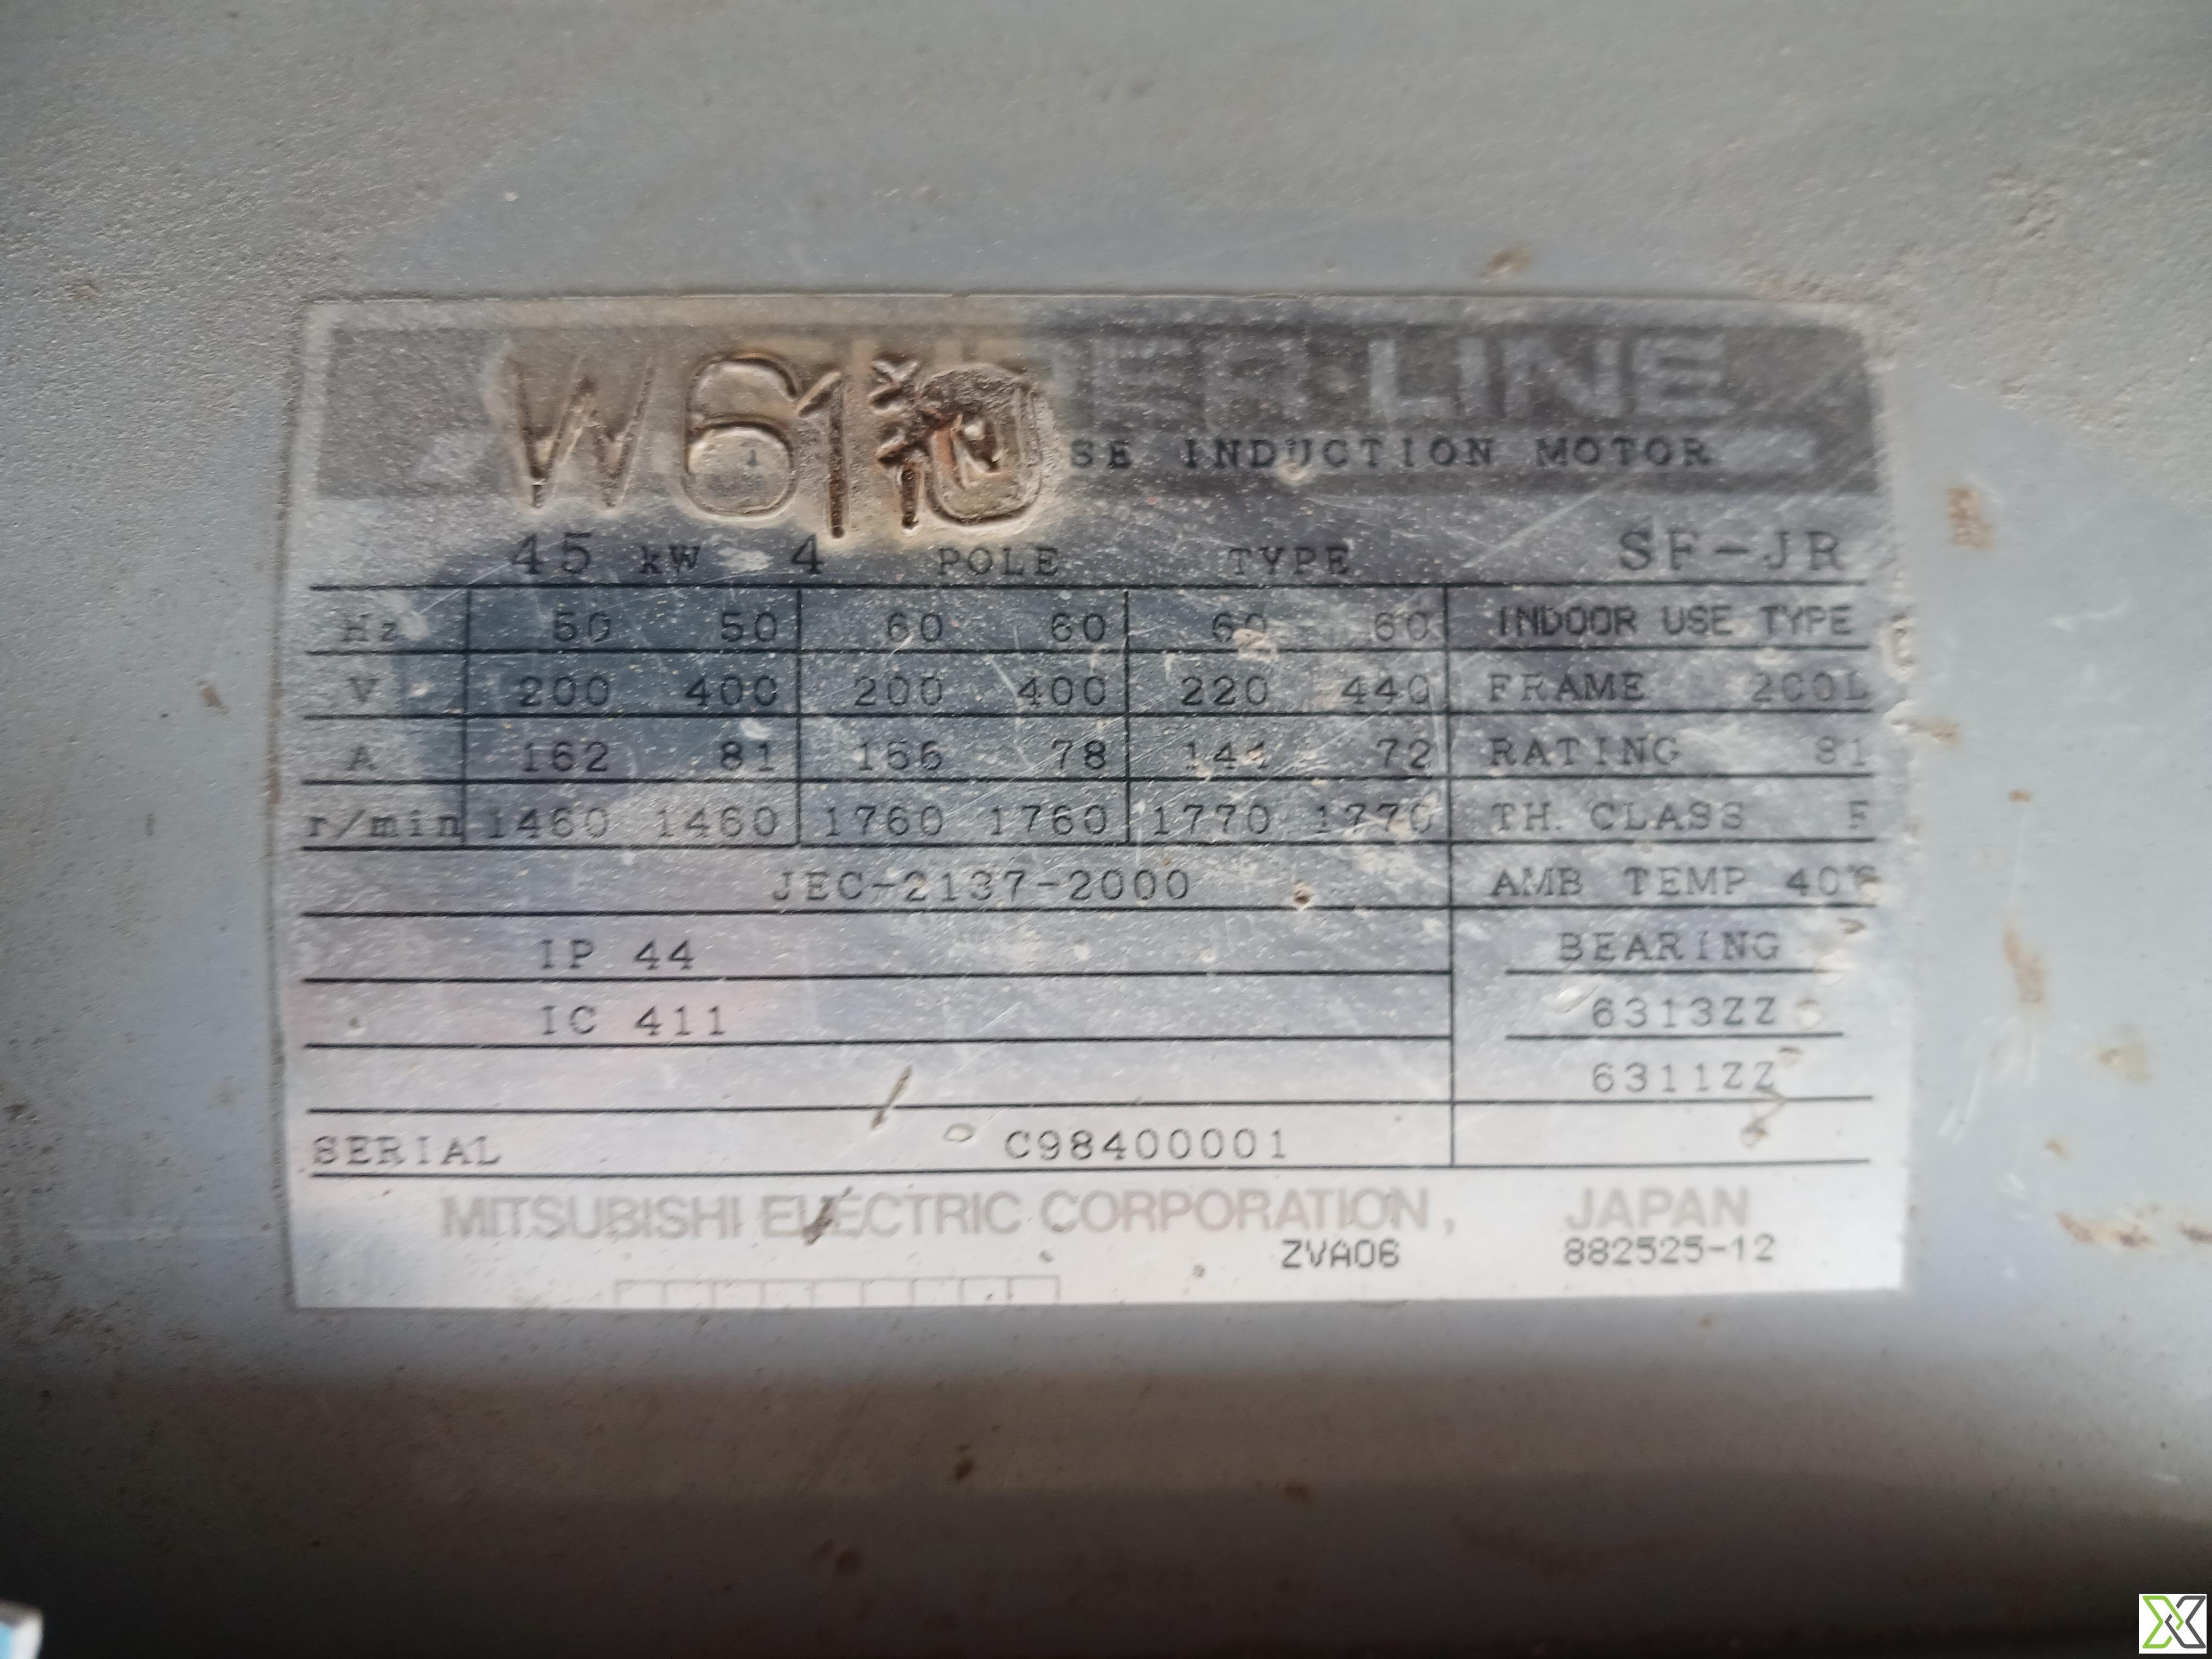 W61
SUPER LINE
SE INDUCTION MOTOR
45 kW 4 POLE TYPE SF-JR
Hz 50 50 60 60 60 60 INDOOR USE TYPE
V 200 400 200 400 220 440 FRAME 200L
A 162 81 156 78 144 72 RATING S1
r/min 1460 1460 1760 1760 1770 1770 TH. CLASS F
JEC-2137-2000 AMB TEMP 40°C
IP 44 BEARING
IC 411 6313ZZ
6311ZZ
SERIAL C98400001
MITSUBISHI ELECTRIC CORPORATION, JAPAN
ZVA06 882525-12